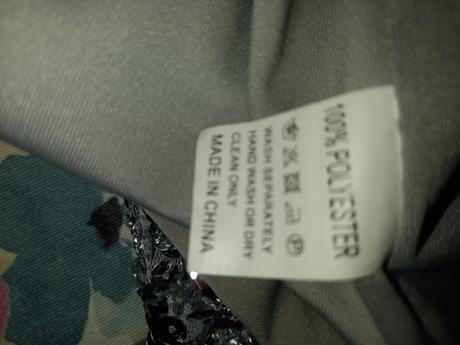 100% POLYESTER
WASH SEPARATELY
HAND WASH OR DRY
CLEAN ONLY
MADE IN CHINA